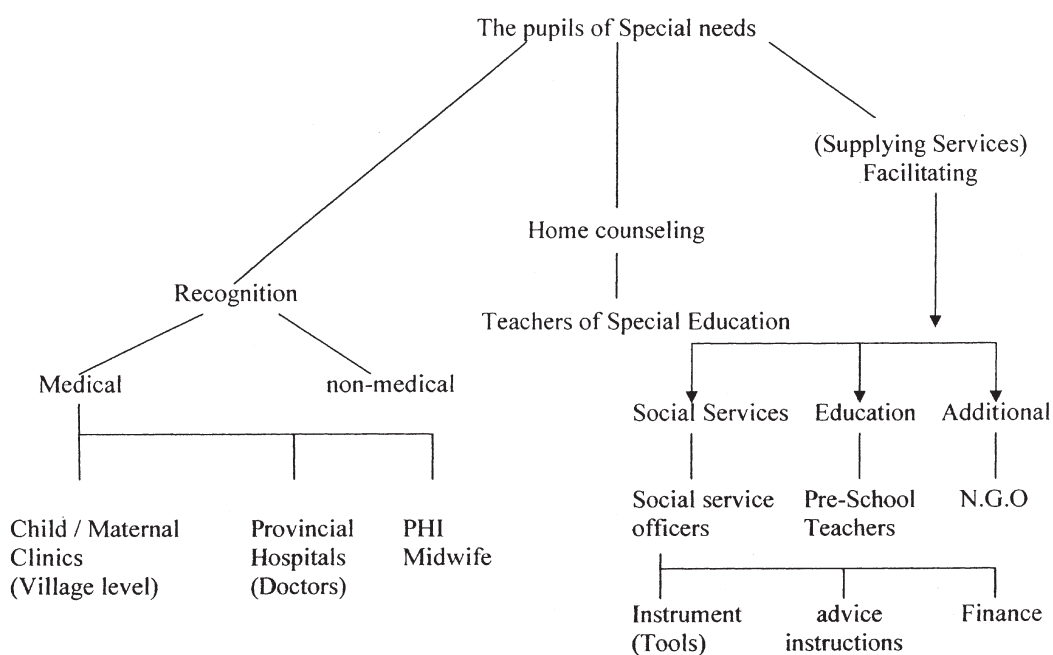 The pupils of Special needs
(Supplying Services)
Facilitating
Home counseling
Recognition
Teachers of Special Education
Medical
non-medical
Social Services
Education
Additional
Child / Maternal
Clinics
(Village level)
Provincial
Hospitals
(Doctors)
PHI
Midwife
Social service
officers
Pre-School
Teachers
N.G.O
Instrument
(Tools)
advice
instructions
Finance